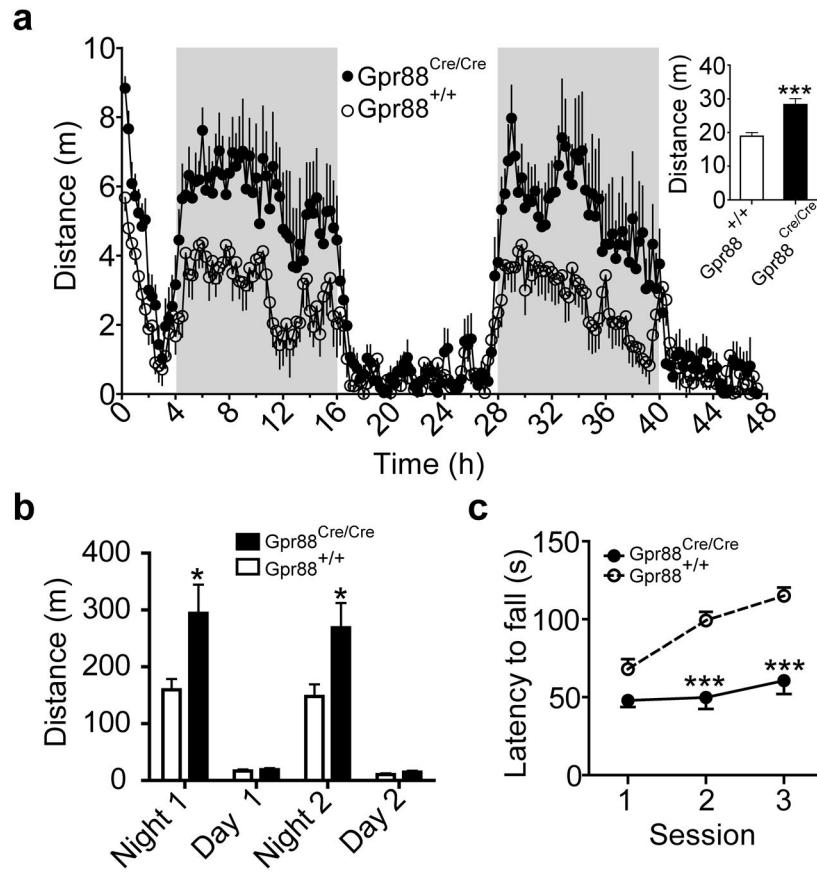 a
Distance (m)
10
8
6
4
2
0
Gpr88Cre/Cre
Gpr88+/+
0 4 8 12 16 20 24 28 32 36 40 44 48
Time (h)
Distance (m)
40
30
20
10
0
***
Gpr88+/+
Gpr88Cre/Cre
b
Gpr88Cre/Cre
Gpr88+/+
Distance (m)
400
300
200
100
0
* *
Night 1 Day 1 Night 2 Day 2
c
Gpr88Cre/Cre
Gpr88+/+
Latency to fall (s)
150
100
50
0
*** ***
1 2 3
Session